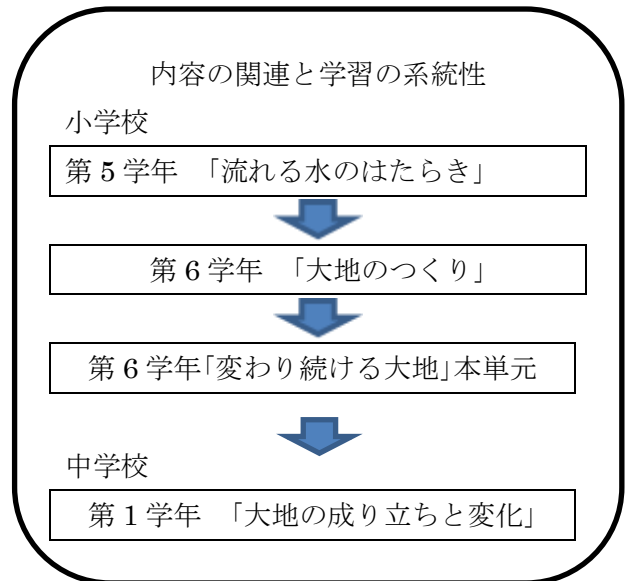 内容の関連と学習の系統性
小学校
第5学年 「流れる水のはたらき」
第6学年 「大地のつくり」
第6学年｢変わり続ける大地｣本単元
中学校
第1学年 「大地の成り立ちと変化」